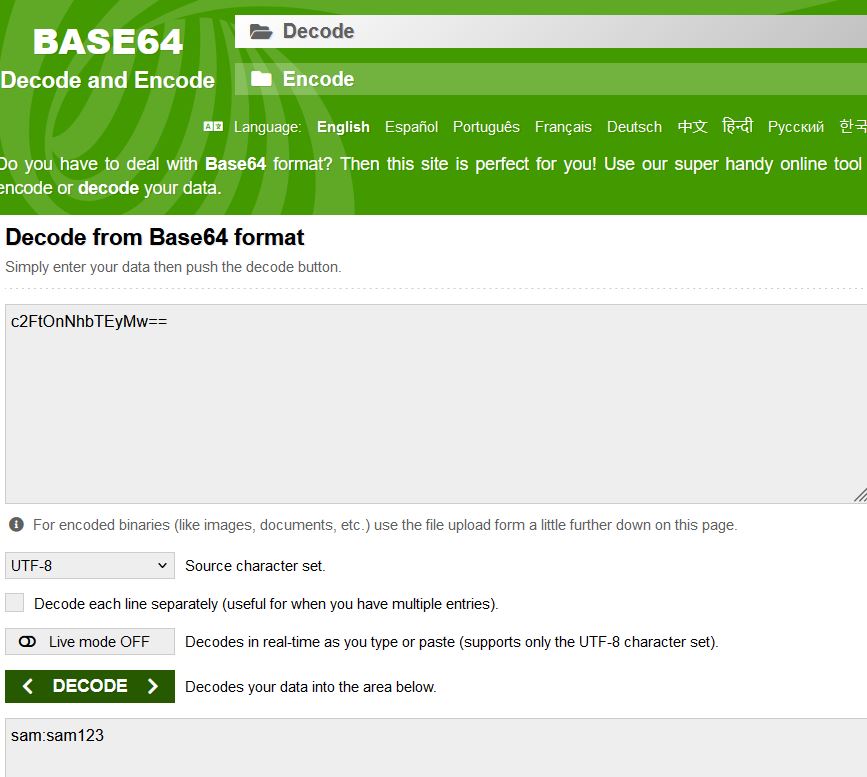 BASE64
Decode and Encode
Decode
Encode
Language: English Español Português Français Deutsch 中文 हिन्दी Русский 한국
Do you have to deal with Base64 format? Then this site is perfect for you! Use our super handy online tool
encode or decode your data.
Decode from Base64 format
Simply enter your data then push the decode button.
c2FtOnNhbTEyMw==
For encoded binaries (like images, documents, etc.) use the file upload form a little further down on this page.
UTF-8 Source character set.
Decode each line separately (useful for when you have multiple entries).
Live mode OFF Decodes in real-time as you type or paste (supports only the UTF-8 character set).
DECODE Decodes your data into the area below.
sam:sam123